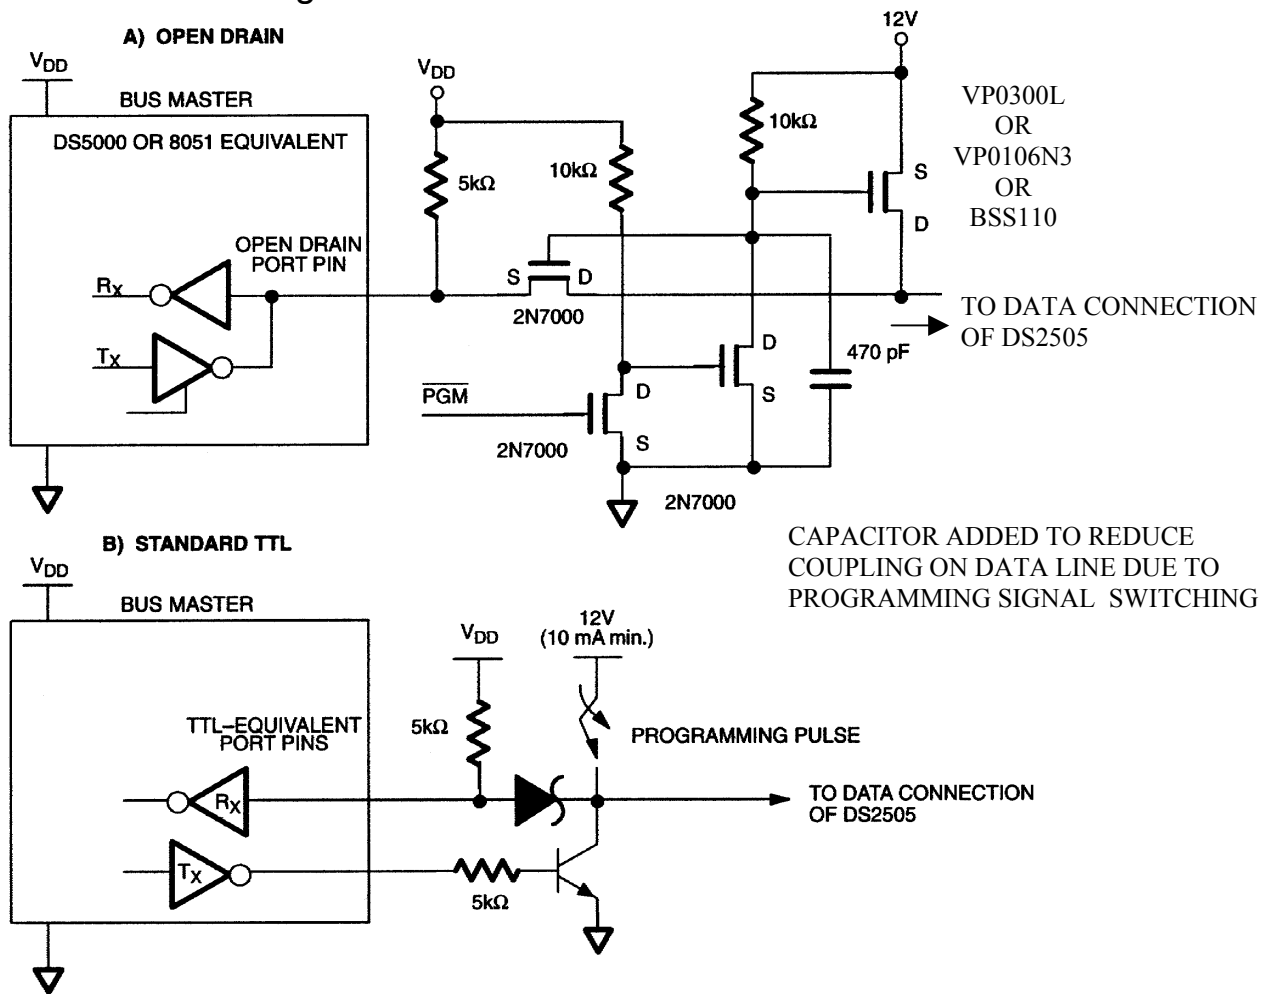 A) OPEN DRAIN
VDD
BUS MASTER
DS5000 OR 8051 EQUIVALENT
OPEN DRAIN
PORT PIN
RX
TX
VDD
5kΩ
10kΩ
S D
2N7000
PGM
D
S
2N7000
D
S
2N7000
470 pF
12V
10kΩ
S
D
VP0300L
OR
VP0106N3
OR
BSS110
TO DATA CONNECTION
OF DS2505
CAPACITOR ADDED TO REDUCE
COUPLING ON DATA LINE DUE TO
PROGRAMMING SIGNAL SWITCHING
B) STANDARD TTL
VDD
BUS MASTER
TTL–EQUIVALENT
PORT PINS
RX
TX
VDD
5kΩ
5kΩ
12V
(10 mA min.)
PROGRAMMING PULSE
TO DATA CONNECTION
OF DS2505